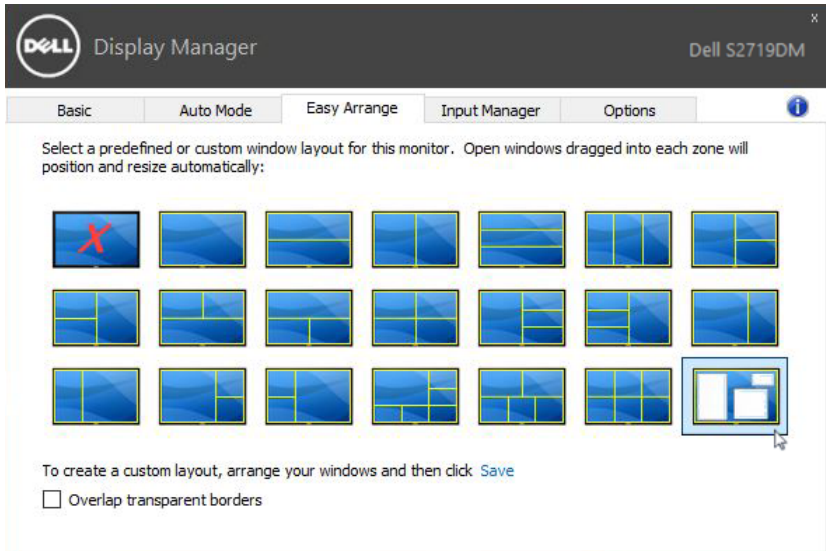 x
DELL
Display Manager
Dell S2719DM
Basic
Auto Mode
Easy Arrange
Input Manager
Options
i
Select a predefined or custom window layout for this monitor. Open windows dragged into each zone will
position and resize automatically:
X
To create a custom layout, arrange your windows and then click Save
Overlap transparent borders